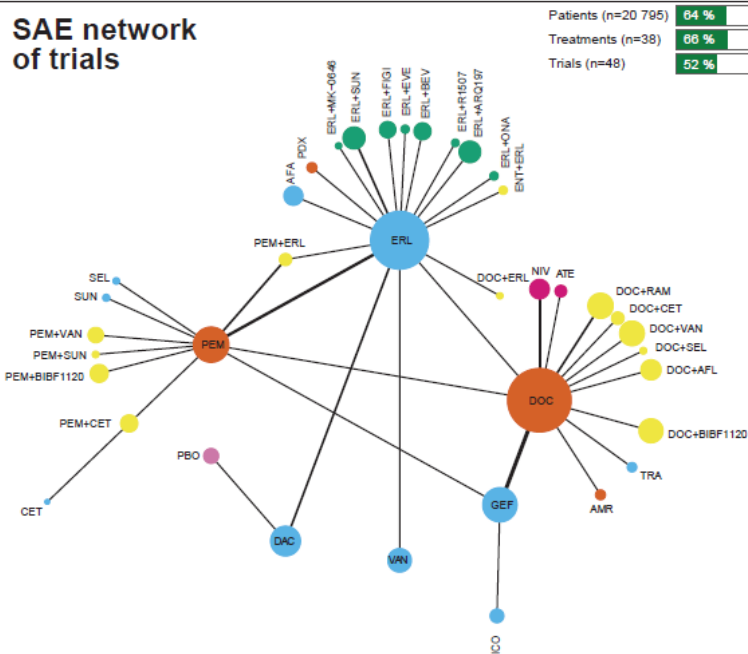 SAE network
of trials
Patients (n=20 795) 64 %
Treatments (n=38) 66 %
Trials (n=48) 52 %
ERL+MK−0646
ERL+SUN
ERL+FIGI
ERL+EVE
ERL+BEV
ERL+R1507
ERL+ARQ197
ERL+ONA
ENT+ERL
PDX
AFA
ERL
PEM+ERL
DOC+ERL
NIV
ATE
DOC+RAM
DOC+CET
DOC+VAN
DOC+SEL
DOC+AFL
DOC+BIBF1120
SEL
SUN
PEM+VAN
PEM+SUN
PEM+BIBF1120
PEM
DOC
PEM+CET
PBO
TRA
AMR
CET
GEF
DAC
VAN
ICO